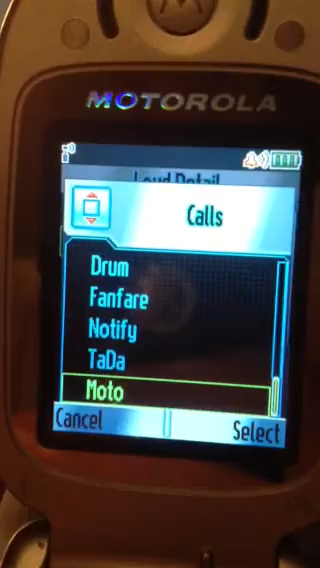 MOTOROLA
Loud Detail
Calls
Drum
Fanfare
Notify
TaDa
Moto
Cancel
Select